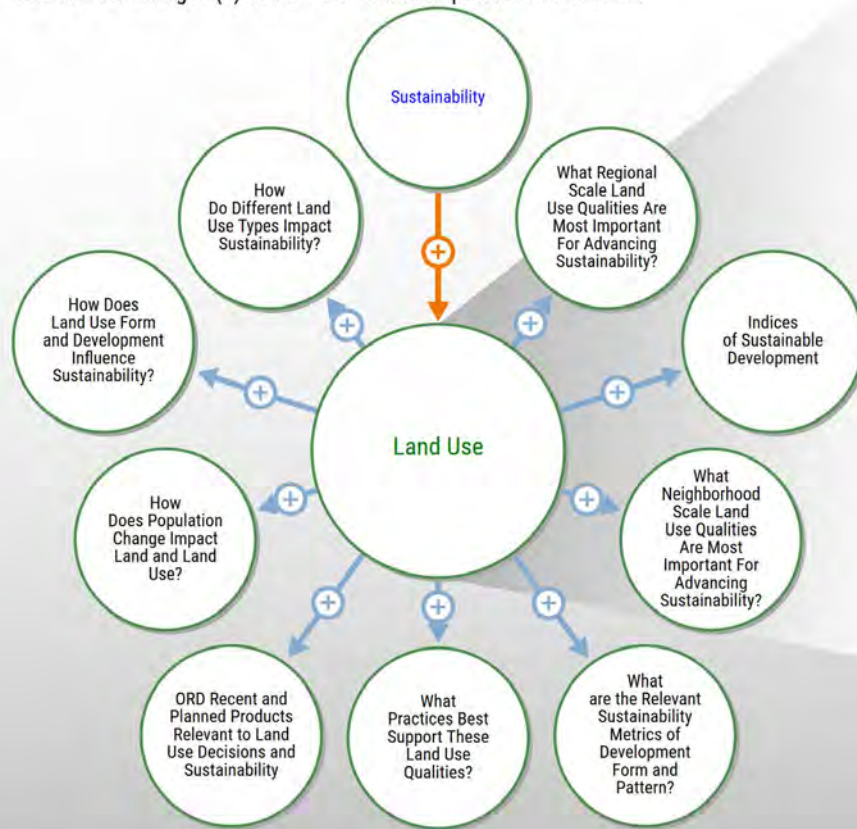 Sustainability
How
Do Different Land
Use Types Impact
Sustainability?
What Regional
Scale Land
Use Qualities Are
Most Important
For Advancing
Sustainability?
How Does
Land Use Form
and Development
Influence
Sustainability?
Indices
of Sustainable
Development
Land Use
How
Does Population
Change Impact
Land and Land
Use?
What
Neighborhood
Scale Land
Use Qualities
Are Most
Important For
Advancing
Sustainability?
ORD Recent and
Planned Products
Relevant to Land
Use Decisions and
Sustainability
What
Practices Best
Support These
Land Use
Qualities?
What
are the Relevant
Sustainability
Metrics of
Development
Form and
Pattern?